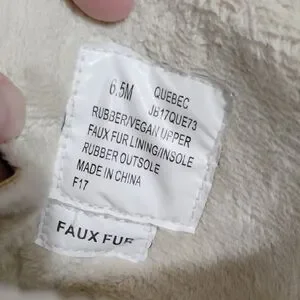 6.5M QUEBEC
JB17QUE73
RUBBER/VEGAN UPPER
FAUX FUR LINING/INSOLE
RUBBER OUTSOLE
MADE IN CHINA
F17
FAUX FUR